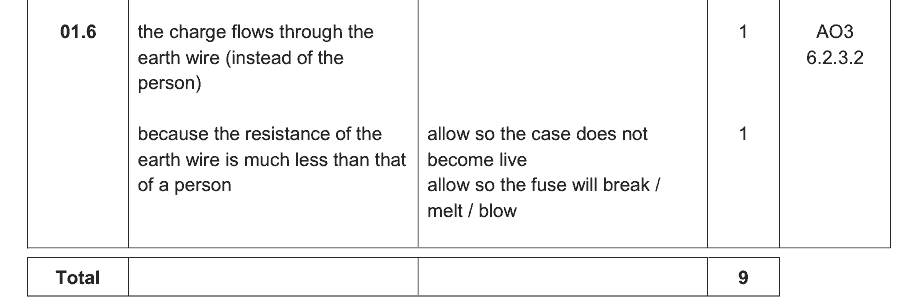 01.6
the charge flows through the
earth wire (instead of the
person)
1
AO3
6.2.3.2
because the resistance of the
earth wire is much less than that
of a person
allow so the case does not
become live
allow so the fuse will break /
melt / blow
1
Total
9